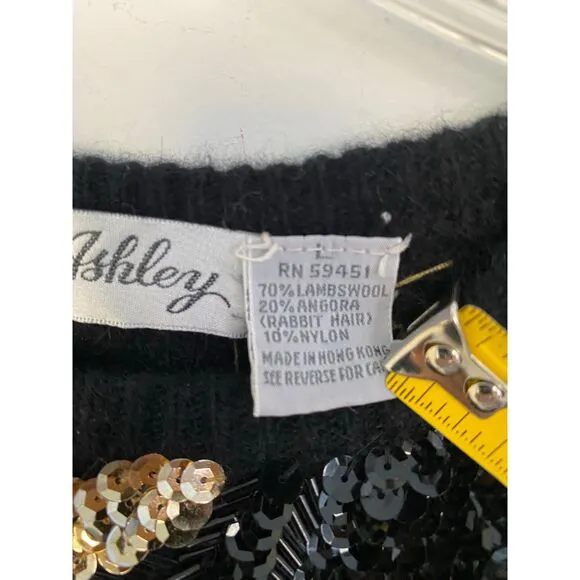 Ashley
RN 59451
70% LAMBSWOOL
20% ANGORA
(RABBIT HAIR)
10% NYLON
MADE IN HONG KONG
SEE REVERSE FOR CA